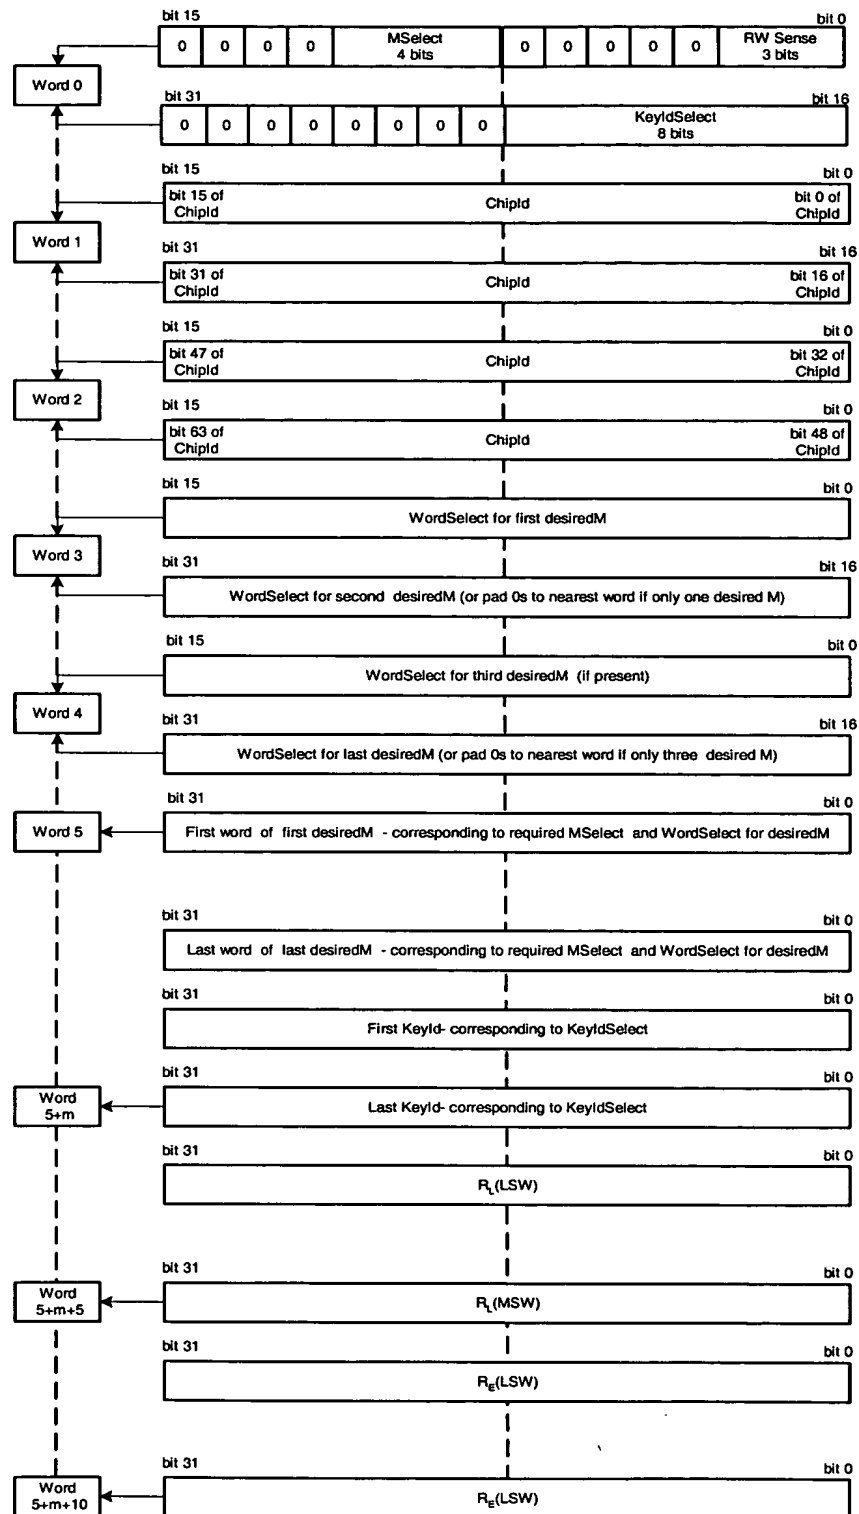 bit 15 bit 0
0 0 0 0 MSelect 4 bits 0 0 0 0 0 RW Sense 3 bits
Word 0
bit 31 bit 16
0 0 0 0 0 0 0 0 KeyIdSelect 8 bits
bit 15 bit 0
bit 15 of ChipId ChipId bit 0 of ChipId
Word 1
bit 31 bit 16
bit 31 of ChipId ChipId bit 16 of ChipId
bit 15 bit 0
bit 47 of ChipId ChipId bit 32 of ChipId
Word 2
bit 15 bit 0
bit 63 of ChipId ChipId bit 48 of ChipId
bit 15 bit 0
WordSelect for first desiredM
Word 3
bit 31 bit 16
WordSelect for second desiredM (or pad 0s to nearest word if only one desired M)
bit 15 bit 0
WordSelect for third desiredM (if present)
Word 4
bit 31 bit 16
WordSelect for last desiredM (or pad 0s to nearest word if only three desired M)
bit 31 bit 0
Word 5 First word of first desiredM - corresponding to required MSelect and WordSelect for desiredM
bit 31 bit 0
Last word of last desiredM - corresponding to required MSelect and WordSelect for desiredM
bit 31 bit 0
First KeyId- corresponding to KeyIdSelect
bit 31 bit 0
Word 5+m Last KeyId- corresponding to KeyIdSelect
bit 31 bit 0
R_L(LSW)
bit 31 bit 0
Word 5+m+5 R_L(MSW)
bit 31 bit 0
R_E(LSW)
bit 31 bit 0
Word 5+m+10 R_E(LSW)